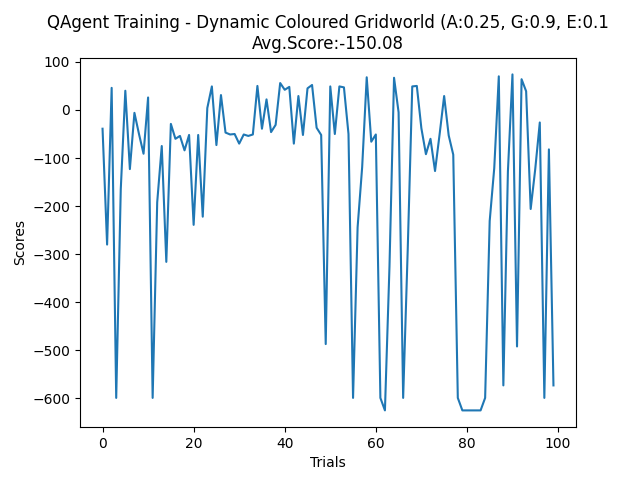 QAgent Training - Dynamic Coloured Gridworld (A:0.25, G:0.9, E:0.1
Avg.Score:-150.08
100
0
−100
−200
−300
−400
−500
−600
Scores
0 20 40 60 80 100
Trials